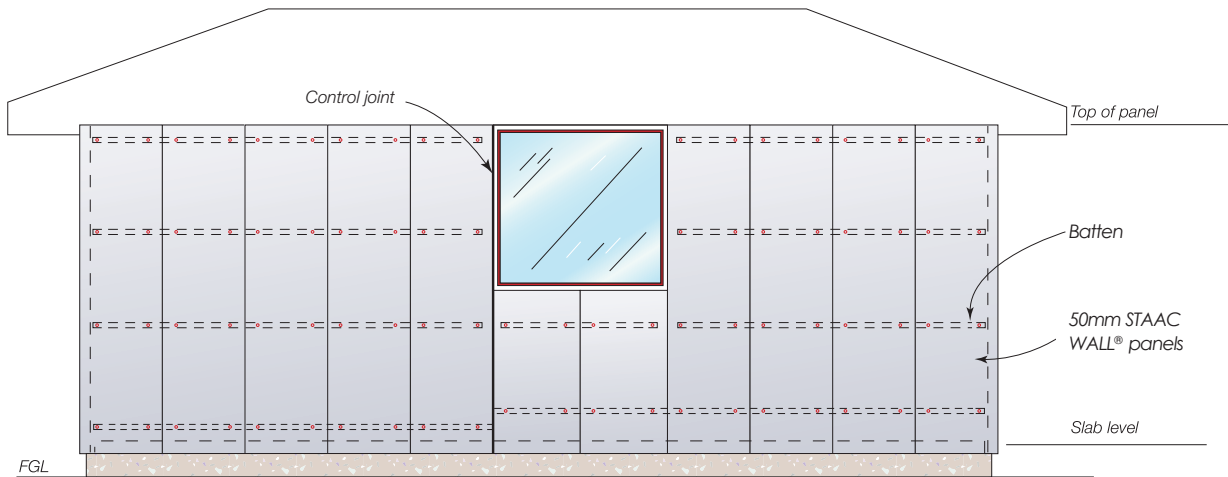 Control joint
Top of panel
Batten
50mm STAAC
WALL® panels
Slab level
FGL